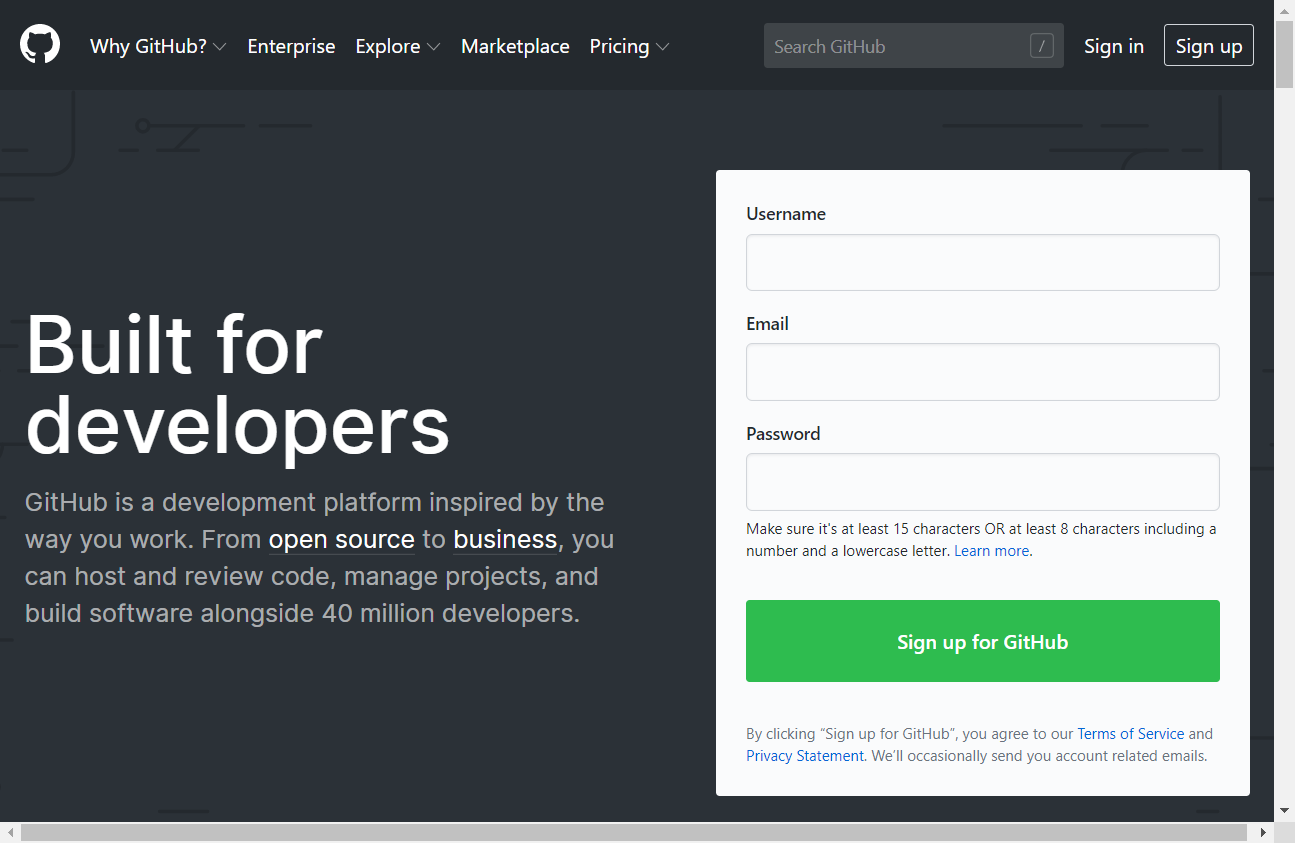 Why GitHub? Enterprise Explore Marketplace Pricing Search GitHub / Sign in Sign up
Built for
developers
GitHub is a development platform inspired by the
way you work. From open source to business, you
can host and review code, manage projects, and
build software alongside 40 million developers.
Username
Email
Password
Make sure it's at least 15 characters OR at least 8 characters including a
number and a lowercase letter. Learn more.
Sign up for GitHub
By clicking “Sign up for GitHub”, you agree to our Terms of Service and
Privacy Statement. We’ll occasionally send you account related emails.